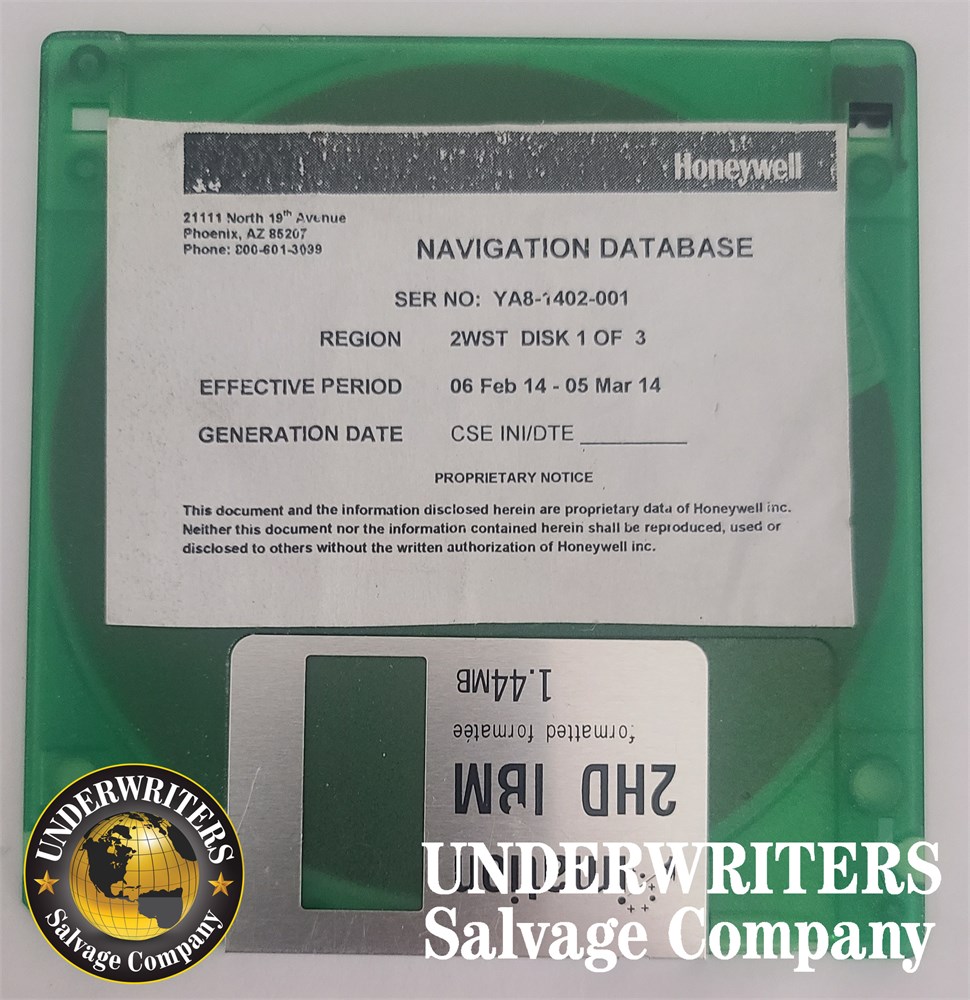 Honeywell
21111 North 19th Avenue
Phoenix, AZ 85207
Phone: 800-601-3039
NAVIGATION DATABASE
SER NO: YA8-1402-001
REGION 2WST DISK 1 OF 3
EFFECTIVE PERIOD 06 Feb 14 - 05 Mar 14
GENERATION DATE CSE INI/DTE ________
PROPRIETARY NOTICE
This document and the information disclosed herein are proprietary data of Honeywell inc.
Neither this document nor the information contained herein shall be reproduced, used or
disclosed to others without the written authorization of Honeywell inc.
1.44MB
formatted formatée
2HD IBM
UNDERWRITERS
Salvage Company
UNDERWRITERS
Salvage Company